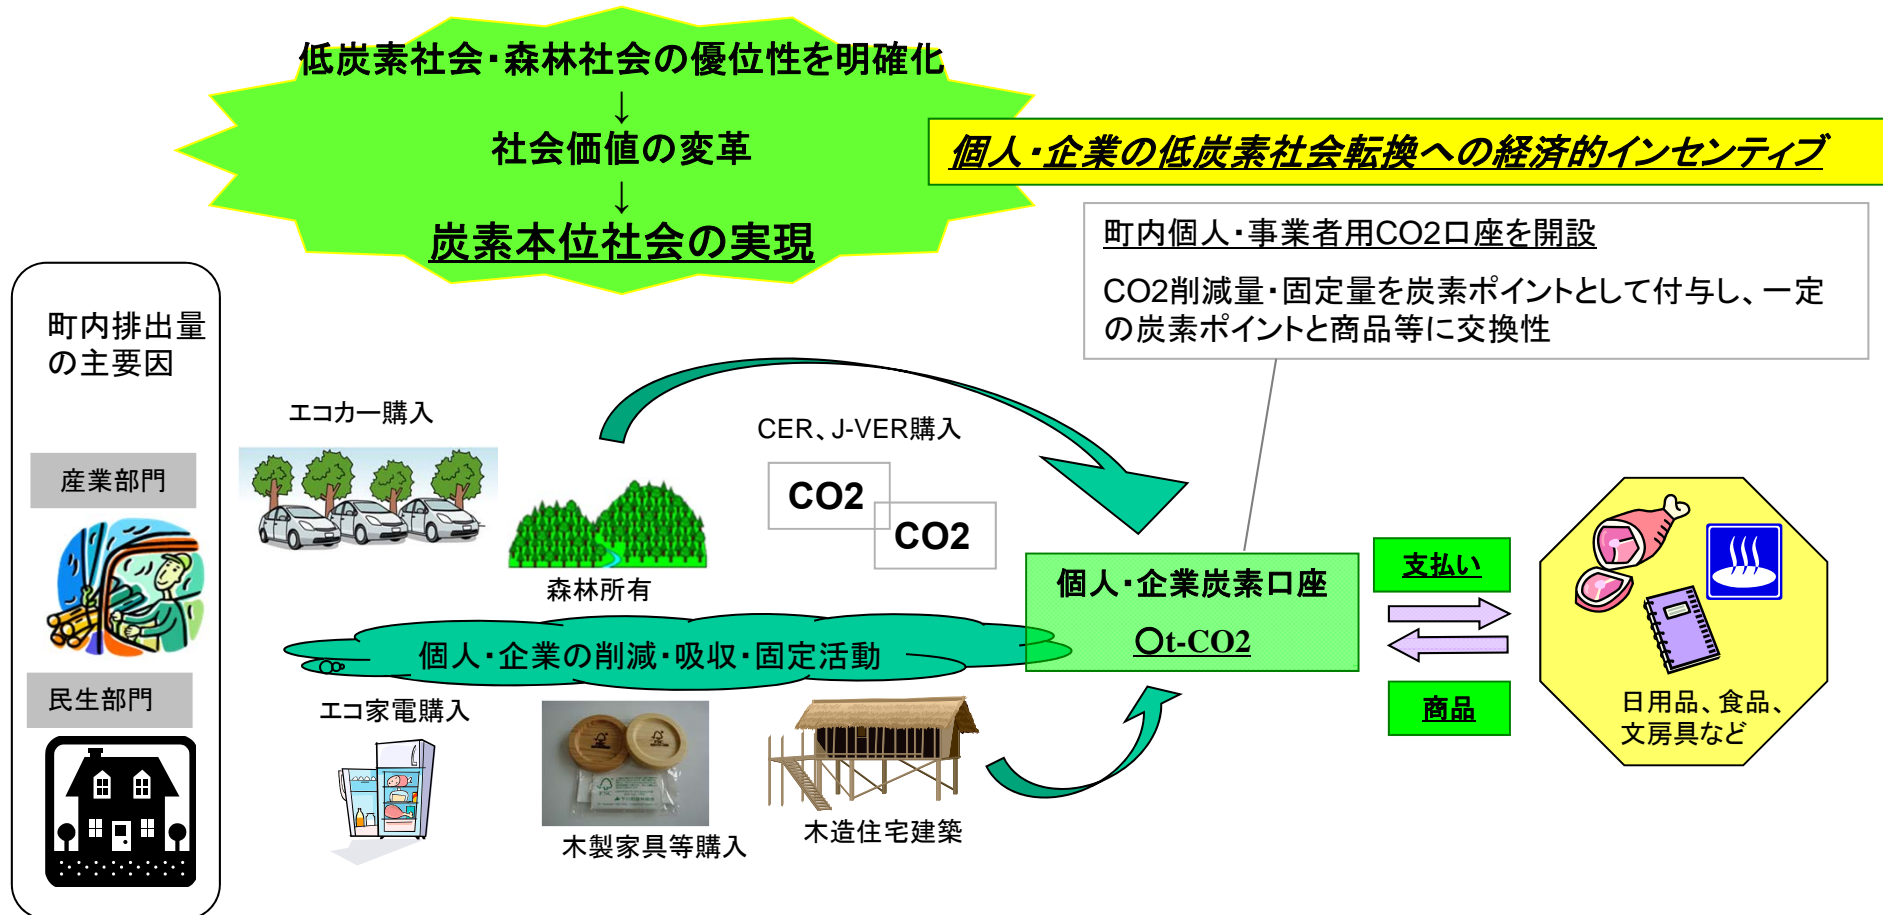 低炭素社会・森林社会の優位性を明確化
↓
社会価値の変革
↓
炭素本位社会の実現
個人・企業の低炭素社会転換への経済的インセンティブ
町内個人・事業者用CO2口座を開設
CO2削減量・固定量を炭素ポイントとして付与し、一定
の炭素ポイントと商品等に交換性
町内排出量
の主要因
産業部門
民生部門
エコカー購入
森林所有
CER、J-VER購入
CO2
CO2
個人・企業の削減・吸収・固定活動
エコ家電購入
木製家具等購入
木造住宅建築
個人・企業炭素口座
〇t-CO2
支払い
商品
日用品、食品、
文房具など